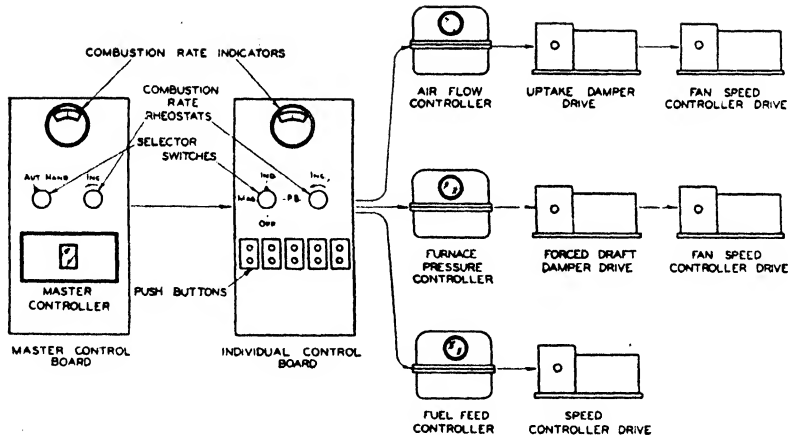 COMBUSTION RATE INDICATORS
COMBUSTION
RATE
RHEOSTATS
SELECTOR
SWITCHES
AUT HAND
INC
IND.
MAS.
P.B.
OFF
INC.
MASTER
CONTROLLER
PUSH BUTTONS
MASTER CONTROL
BOARD
INDIVIDUAL CONTROL
BOARD
AIR FLOW
CONTROLLER
UPTAKE DAMPER
DRIVE
FAN SPEED
CONTROLLER DRIVE
FURNACE
PRESSURE
CONTROLLER
FORCED DRAFT
DAMPER DRIVE
FAN SPEED
CONTROLLER DRIVE
FUEL FEED
CONTROLLER
SPEED
CONTROLLER DRIVE